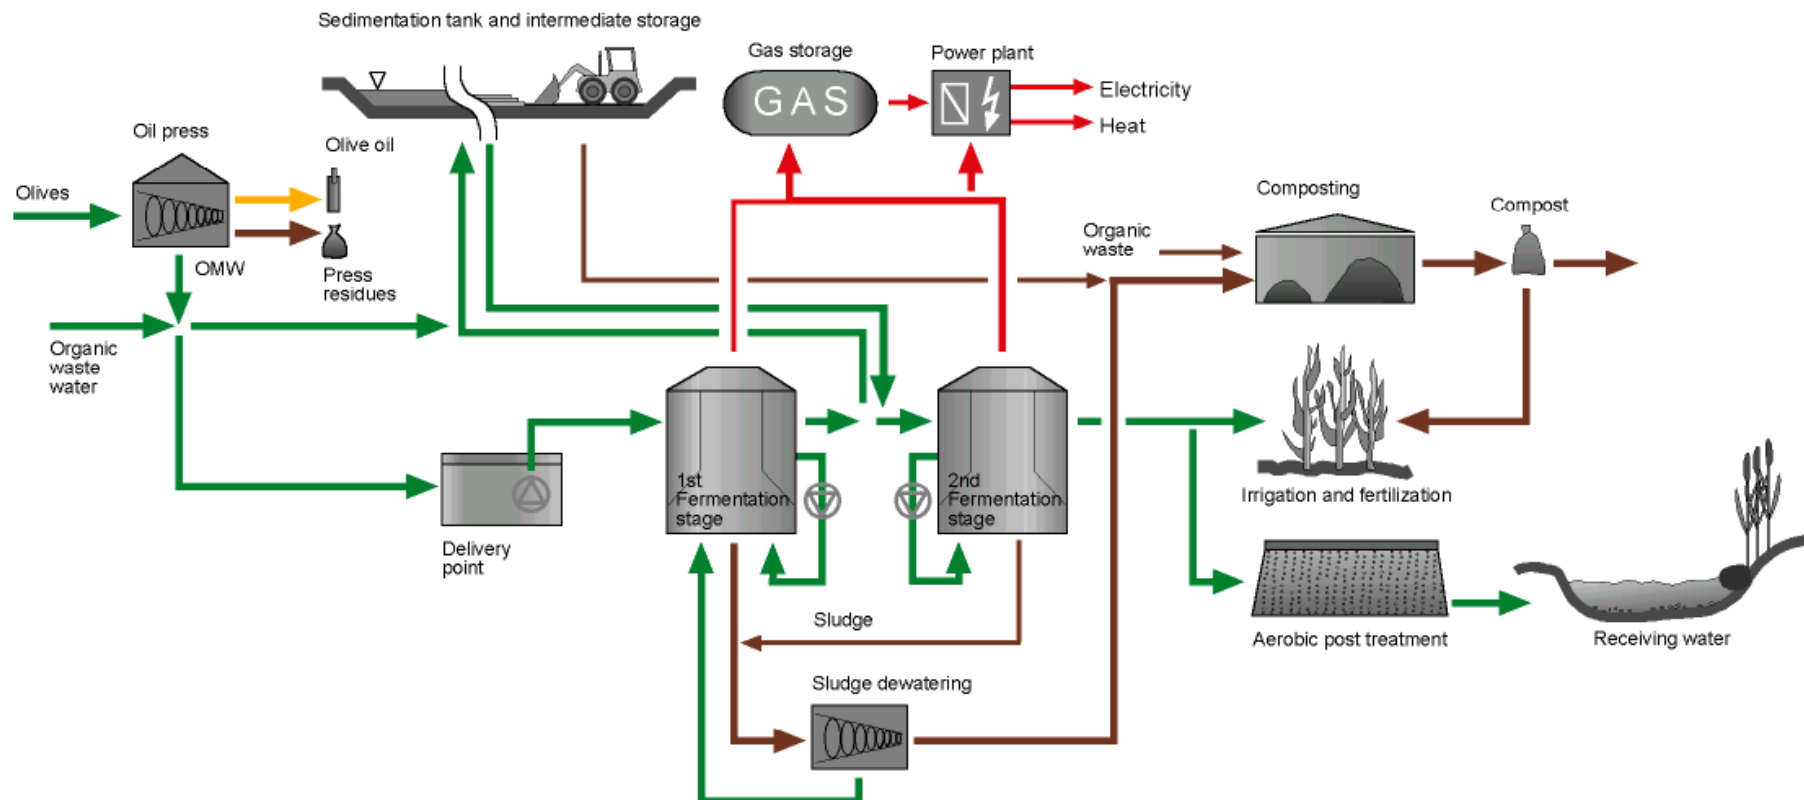 Sedimentation tank and intermediate storage
Gas storage
Power plant
GAS
Electricity
Heat
Oil press
Olive oil
Olives
Press
residues
OMW
Organic
waste
water
Composting
Compost
Organic
waste
1st
Fermentation
stage
2nd
Fermentation
stage
Irrigation and fertilization
Delivery
point
Sludge
Aerobic post treatment
Receiving water
Sludge dewatering